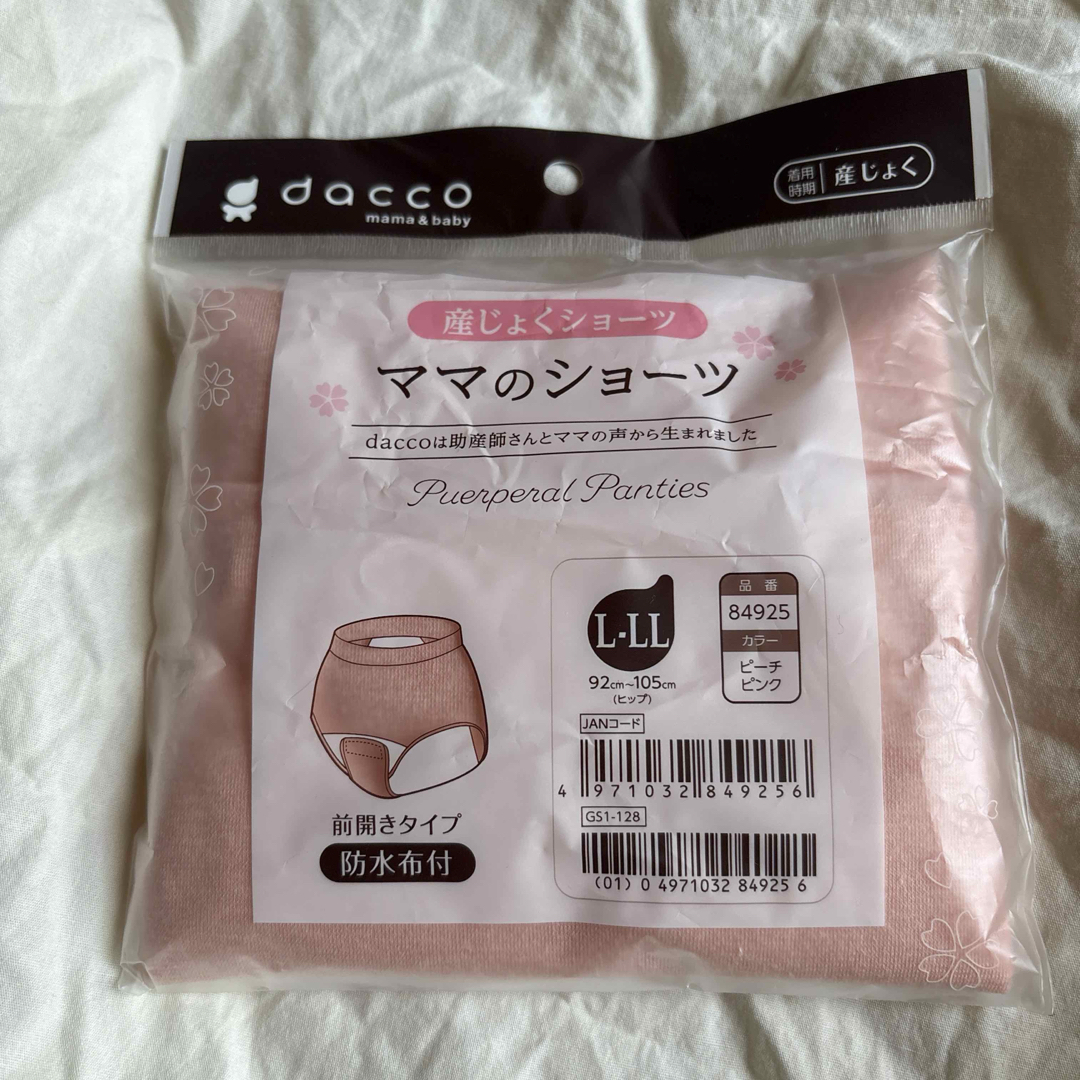 dacco
mama & baby
着用
時期
産じょく
産じょくショーツ
ママのショーツ
daccoは助産師さんとママの声から生まれました
Puerperal Panties
L-LL
92cm~105cm
(ヒップ)
品番
84925
カラー
ピーチ
ピンク
JANコード
4 971032 849256
GS1-128
(01) 0 4971032 84925 6
前開きタイプ
防水布付